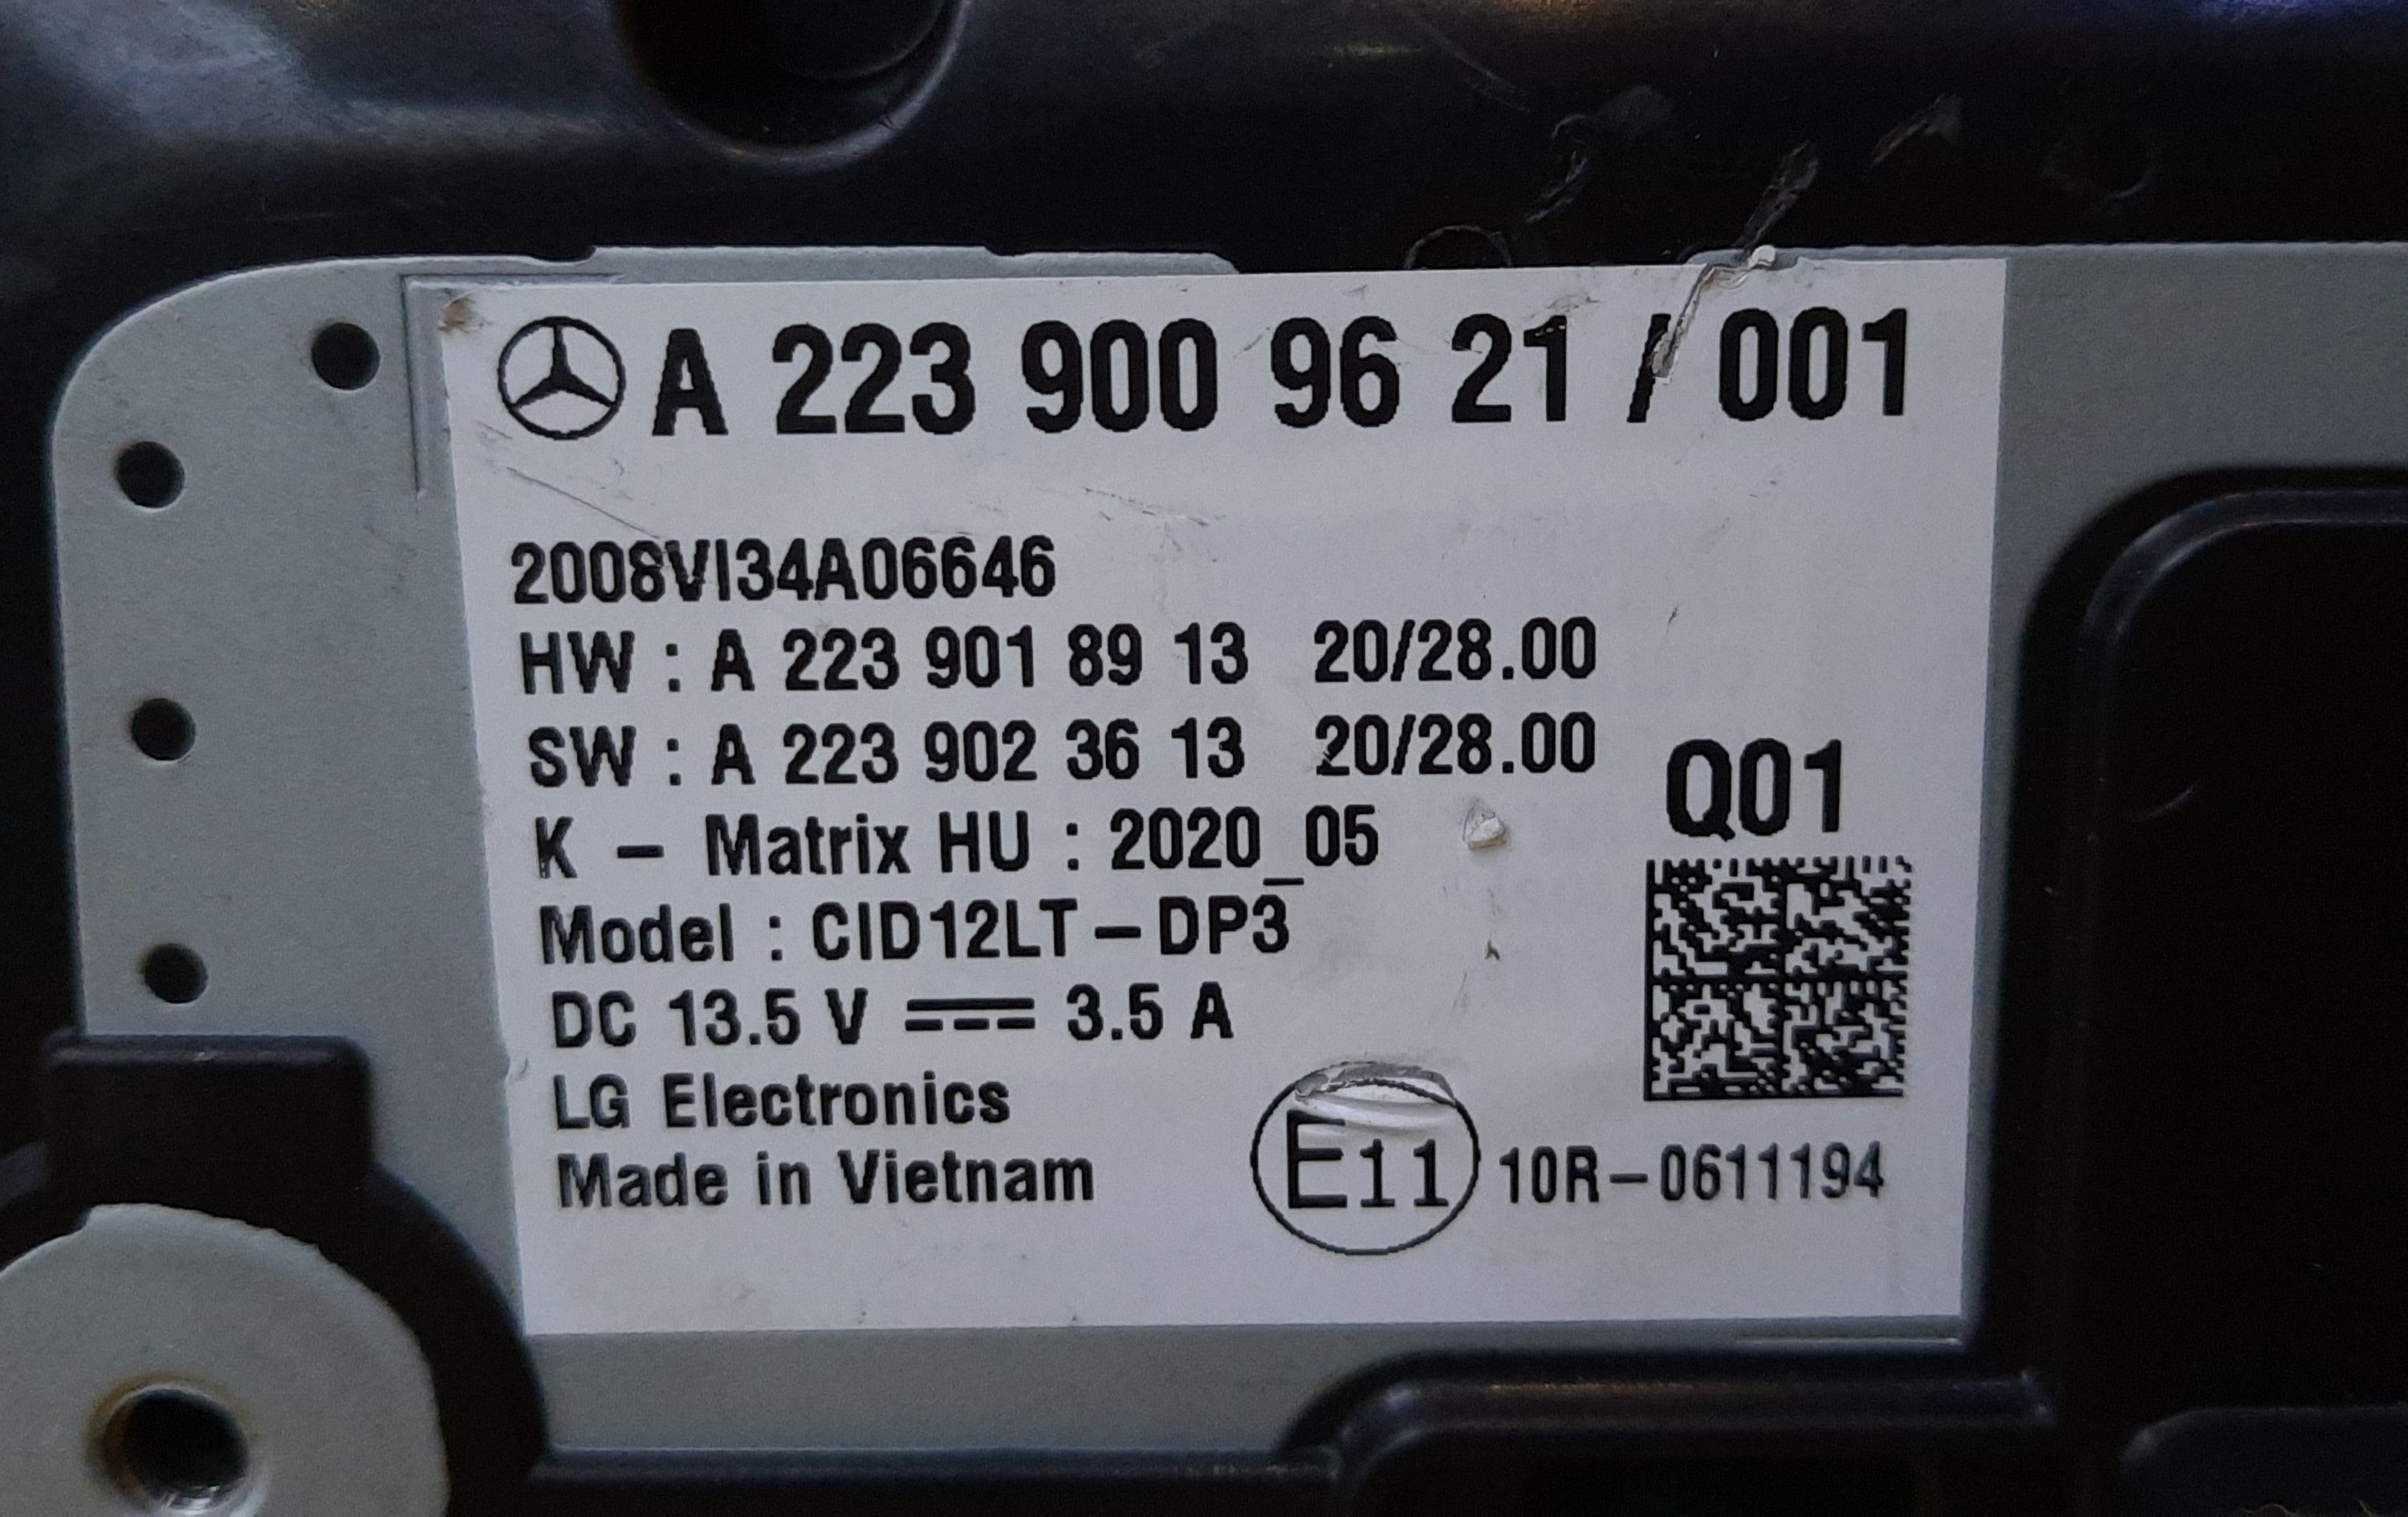 A 223 900 96 21 / 001
2008VI34A06646
HW : A 223 901 89 13 20/28.00
SW : A 223 902 36 13 20/28.00
Q01
K - Matrix HU : 2020_05
Model : CID12LT-DP3
DC 13.5 V ⎓ 3.5 A
LG Electronics
Made in Vietnam
E11 10R-0611194